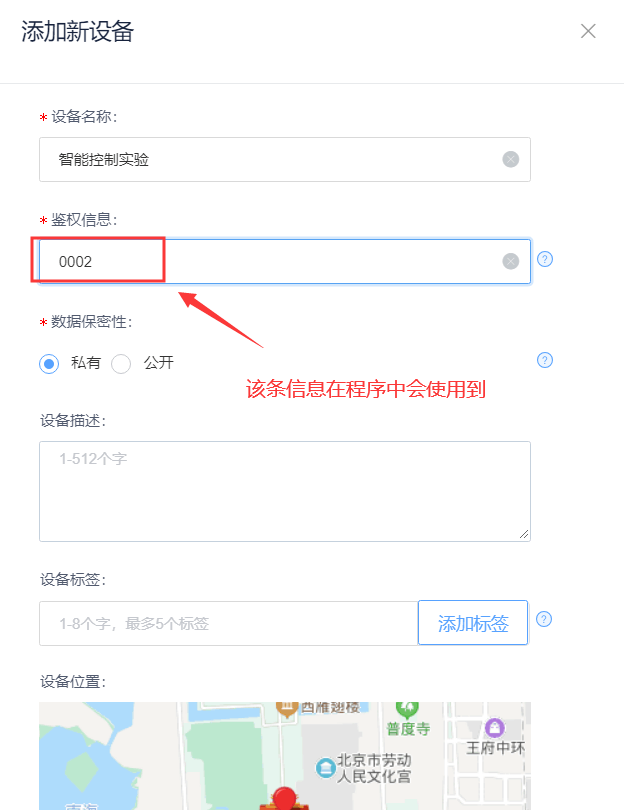 添加新设备
* 设备名称:
智能控制实验
* 鉴权信息:
0002
?
* 数据保密性:
私有 公开
?
该条信息在程序中会使用到
设备描述:
1-512个字
设备标签:
1-8个字，最多5个标签
添加标签
?
设备位置:
西雁翅楼
普度寺
王府中环
北京市劳动
人民文化宫
南海